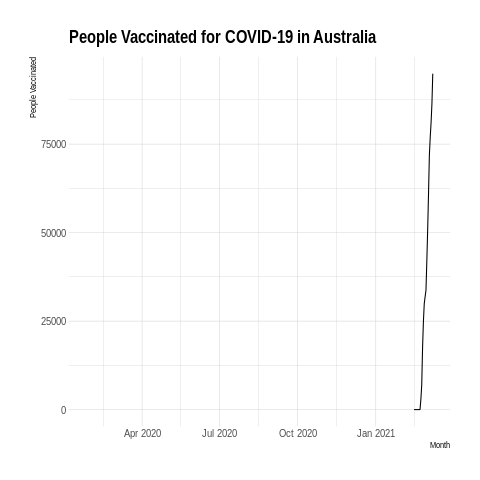 People Vaccinated for COVID-19 in Australia
People Vaccinated
75000
50000
25000
0
Apr 2020 Jul 2020 Oct 2020 Jan 2021
Month